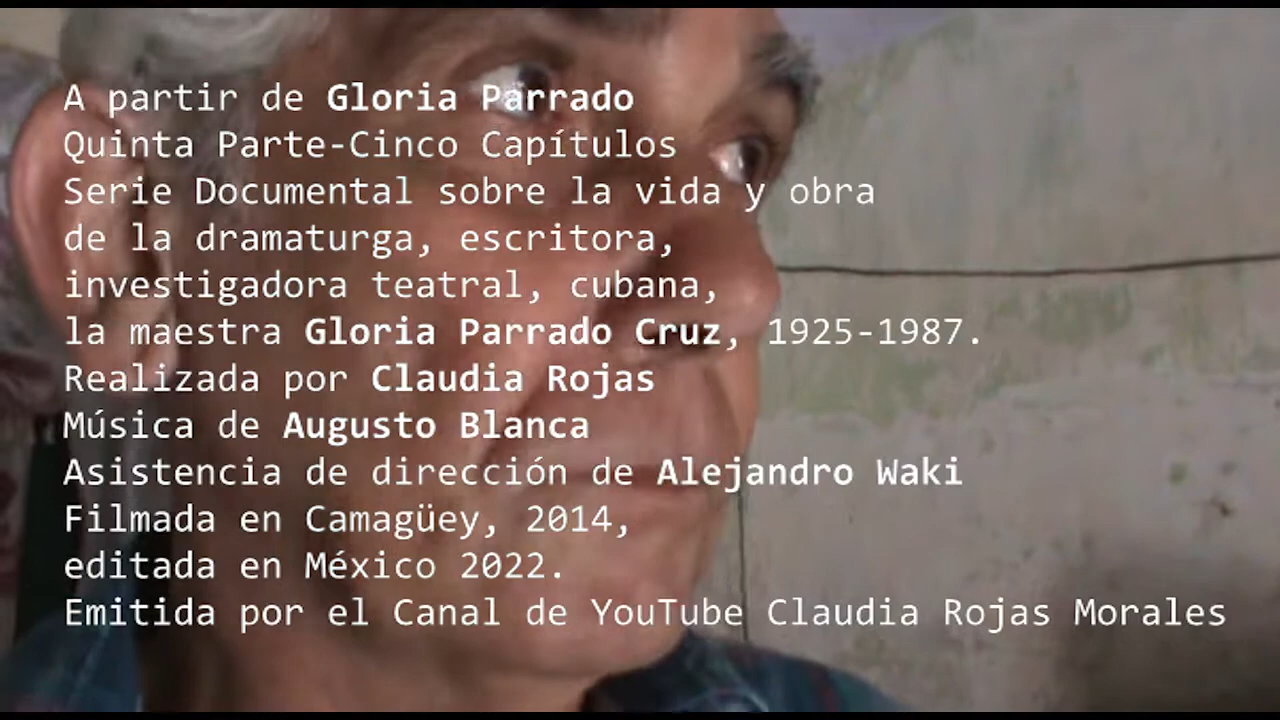 A partir de Gloria Parrado
Quinta Parte-Cinco Capítulos
Serie Documental sobre la vida y obra
de la dramaturga, escritora,
investigadora teatral, cubana,
la maestra Gloria Parrado Cruz, 1925-1987.
Realizada por Claudia Rojas
Música de Augusto Blanca
Asistencia de dirección de Alejandro Waki
Filmada en Camagüey, 2014,
editada en México 2022.
Emitida por el Canal de YouTube Claudia Rojas Morales